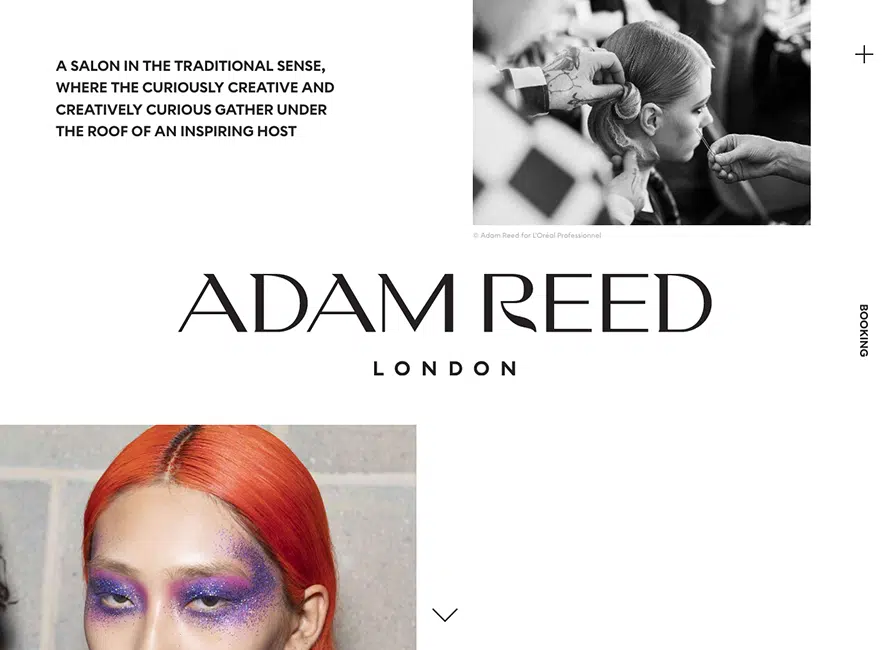 A SALON IN THE TRADITIONAL SENSE,
WHERE THE CURIOUSLY CREATIVE AND
CREATIVELY CURIOUS GATHER UNDER
THE ROOF OF AN INSPIRING HOST
© Adam Reed for L'Oréal Professionnel
ADAM REED
LONDON
BOOKING